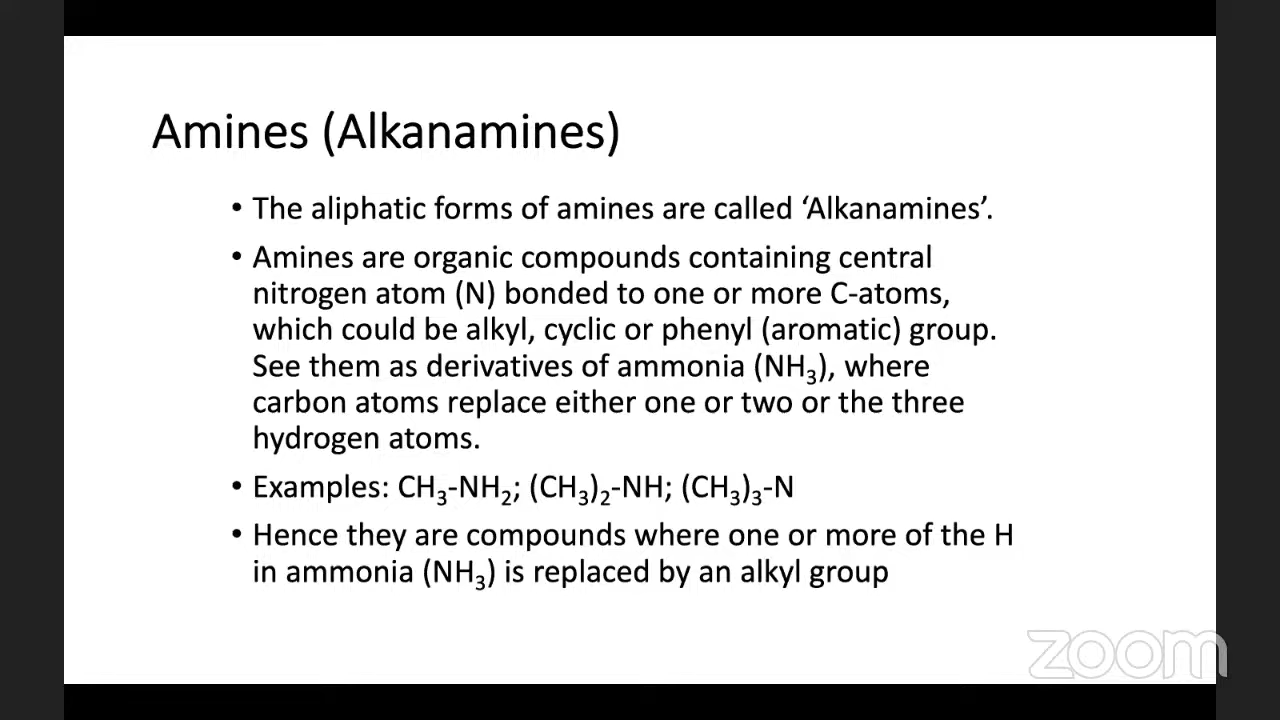 Amines (Alkanamines)
• The aliphatic forms of amines are called ‘Alkanamines’.
• Amines are organic compounds containing central
nitrogen atom (N) bonded to one or more C-atoms,
which could be alkyl, cyclic or phenyl (aromatic) group.
See them as derivatives of ammonia (NH₃), where
carbon atoms replace either one or two or the three
hydrogen atoms.
• Examples: CH₃-NH₂; (CH₃)₂-NH; (CH₃)₃-N
• Hence they are compounds where one or more of the H
in ammonia (NH₃) is replaced by an alkyl group
zoom